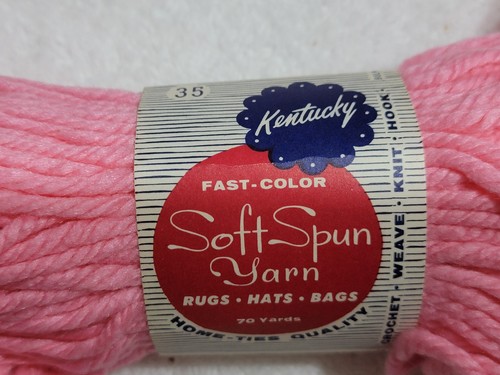 35
Kentucky
FAST-COLOR
Soft Spun
Yarn
RUGS • HATS • BAGS
70 Yards
HOME-TIES QUALITY
CROCHET • WEAVE • KNIT • HOOK